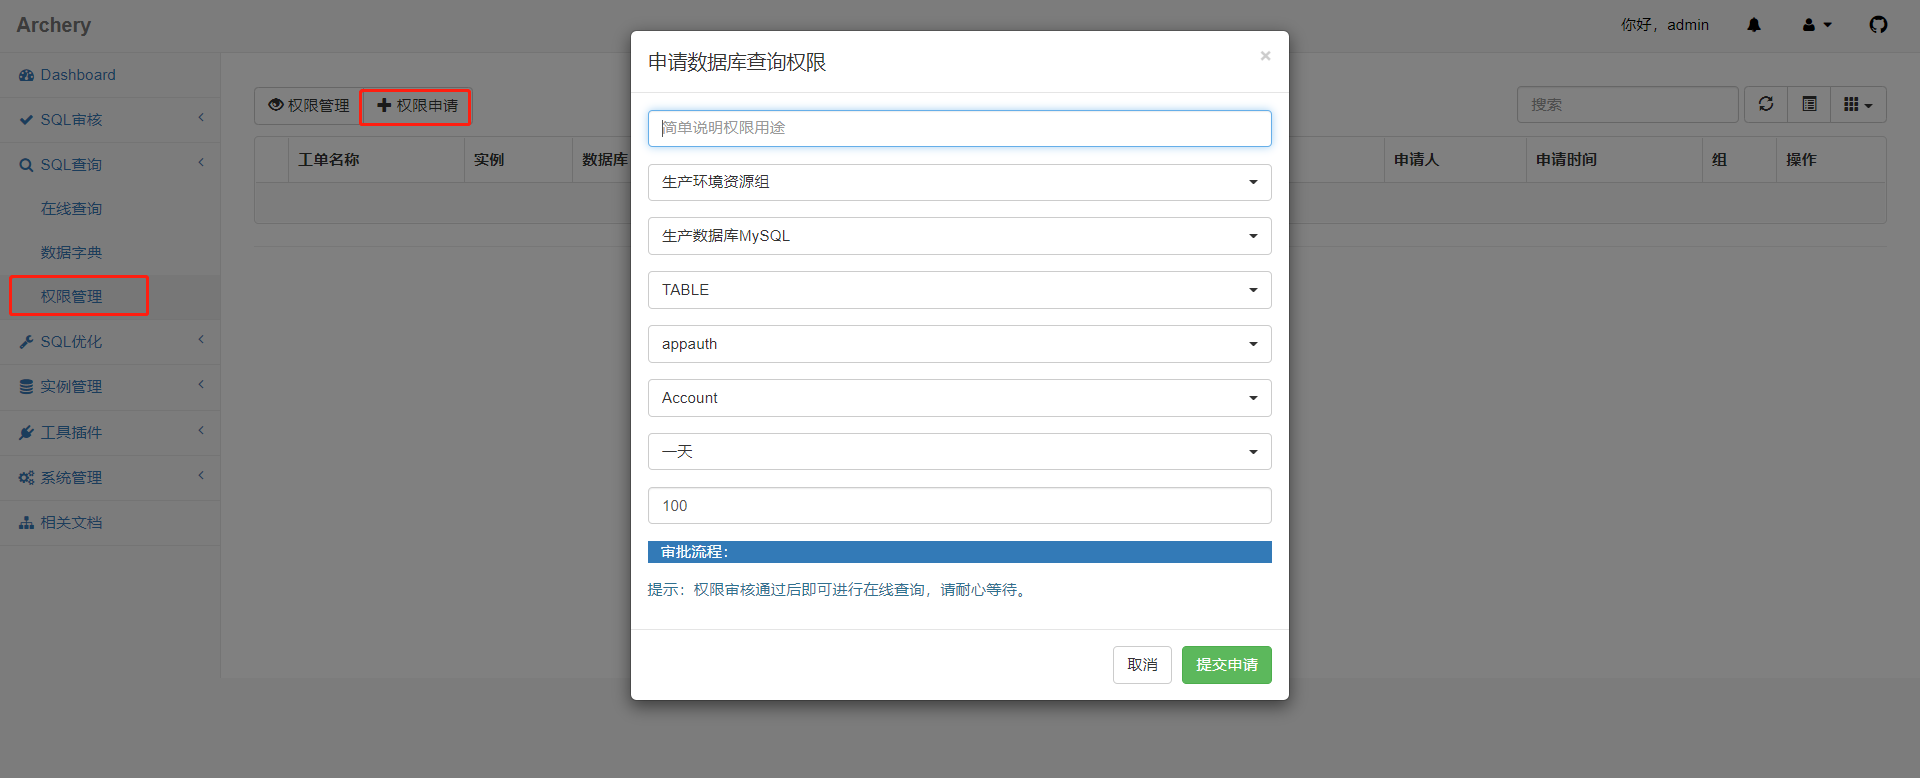 Archery
你好，admin
Dashboard
SQL审核
SQL查询
在线查询
数据字典
权限管理
SQL优化
实例管理
工具插件
系统管理
相关文档
权限管理
权限申请
搜索
工单名称
实例
数据库
申请人
申请时间
组
操作
申请数据库查询权限
×
简单说明权限用途
生产环境资源组
生产数据库MySQL
TABLE
appauth
Account
一天
100
审批流程：
提示：权限审核通过后即可进行在线查询，请耐心等待。
取消
提交申请